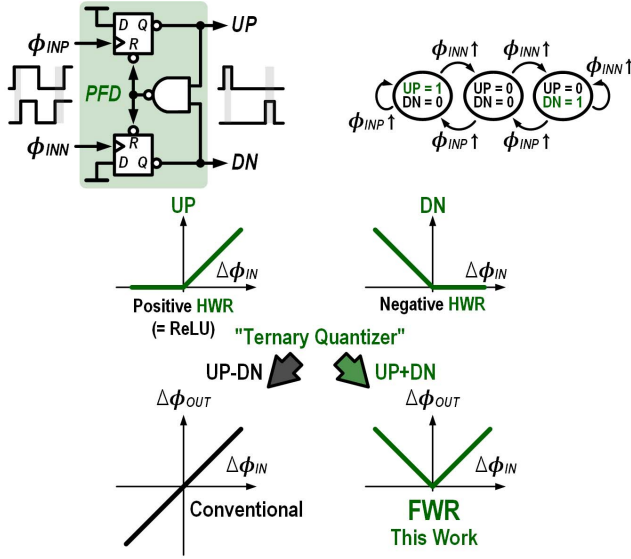 D Q
UP
ϕINP
R
PFD
R
ϕINN
D Q
DN
ϕINN↑ ϕINN↑
UP = 1 UP = 0 UP = 0 ϕINN↑
DN = 0 DN = 0 DN = 1
ϕINP↑ ϕINP↑ ϕINP↑
UP DN
ΔϕIN ΔϕIN
Positive HWR Negative HWR
(= ReLU)
"Ternary Quantizer"
UP-DN UP+DN
ΔϕOUT ΔϕOUT
ΔϕIN ΔϕIN
Conventional FWR
This Work